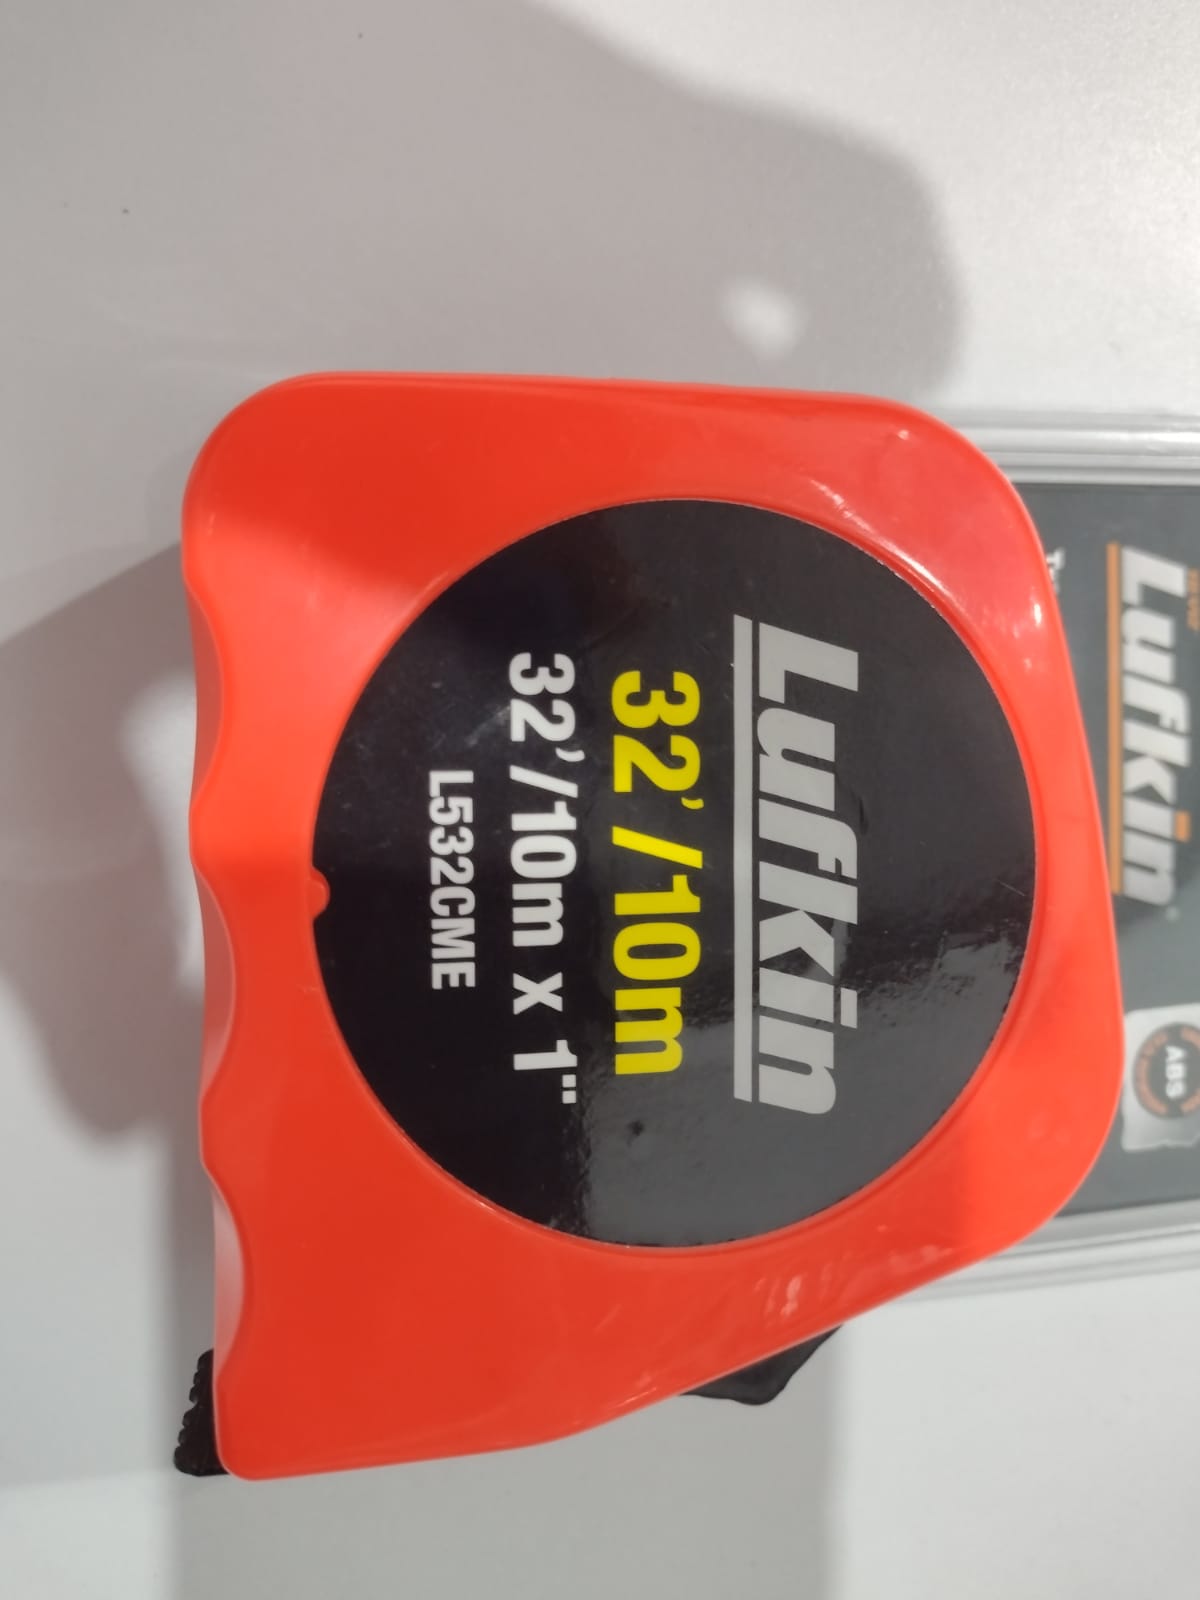 Lufkin
32'/10m
32'/10m x 1"
L532CME
Lufkin
ABS